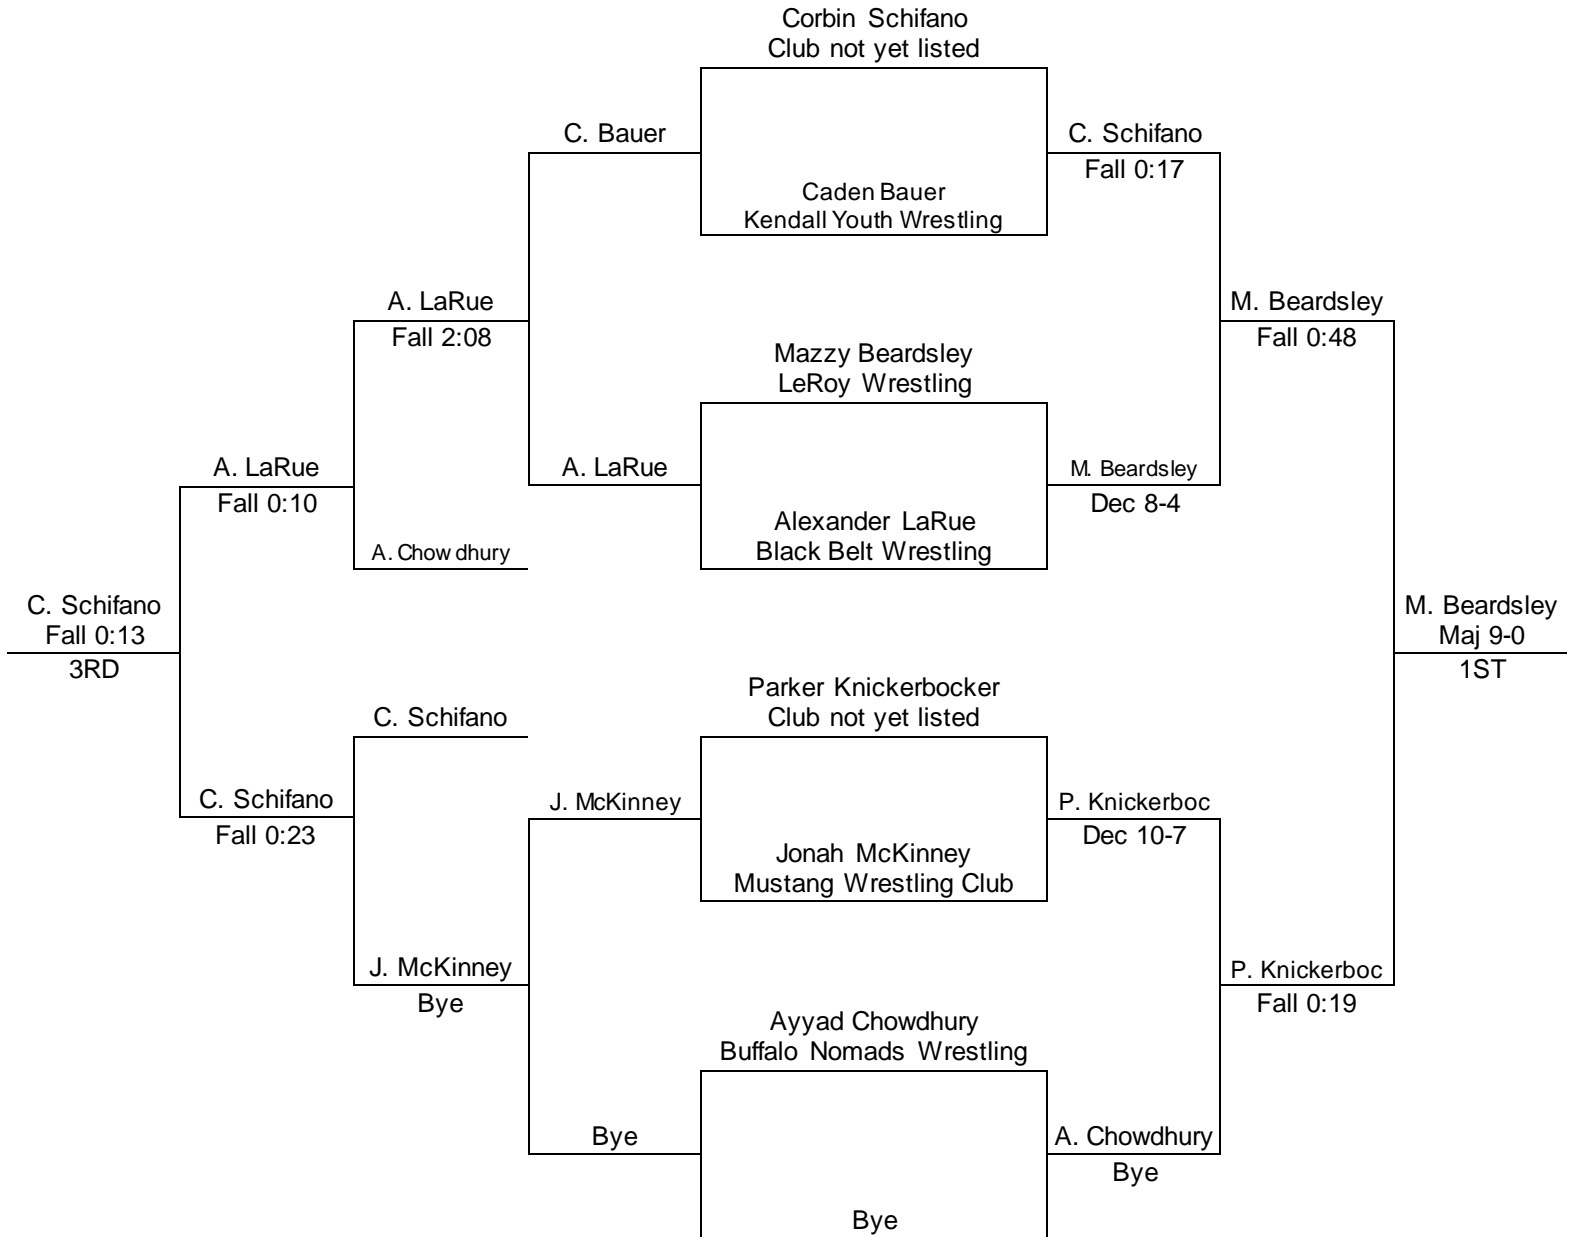 Corbin Schifano
Club not yet listed
C. Bauer
C. Schifano
Fall 0:17
Caden Bauer
Kendall Youth Wrestling
A. LaRue
Fall 2:08
M. Beardsley
Fall 0:48
Mazzy Beardsley
LeRoy Wrestling
A. LaRue
Fall 0:10
A. LaRue
M. Beardsley
Dec 8-4
Alexander LaRue
Black Belt Wrestling
A. Chowdhury
C. Schifano
Fall 0:13
3RD
M. Beardsley
Maj 9-0
1ST
Parker Knickerbocker
Club not yet listed
C. Schifano
C. Schifano
Fall 0:23
J. McKinney
P. Knickerboc
Dec 10-7
Jonah McKinney
Mustang Wrestling Club
J. McKinney
Bye
P. Knickerboc
Fall 0:19
Ayyad Chowdhury
Buffalo Nomads Wrestling
Bye
A. Chowdhury
Bye
Bye